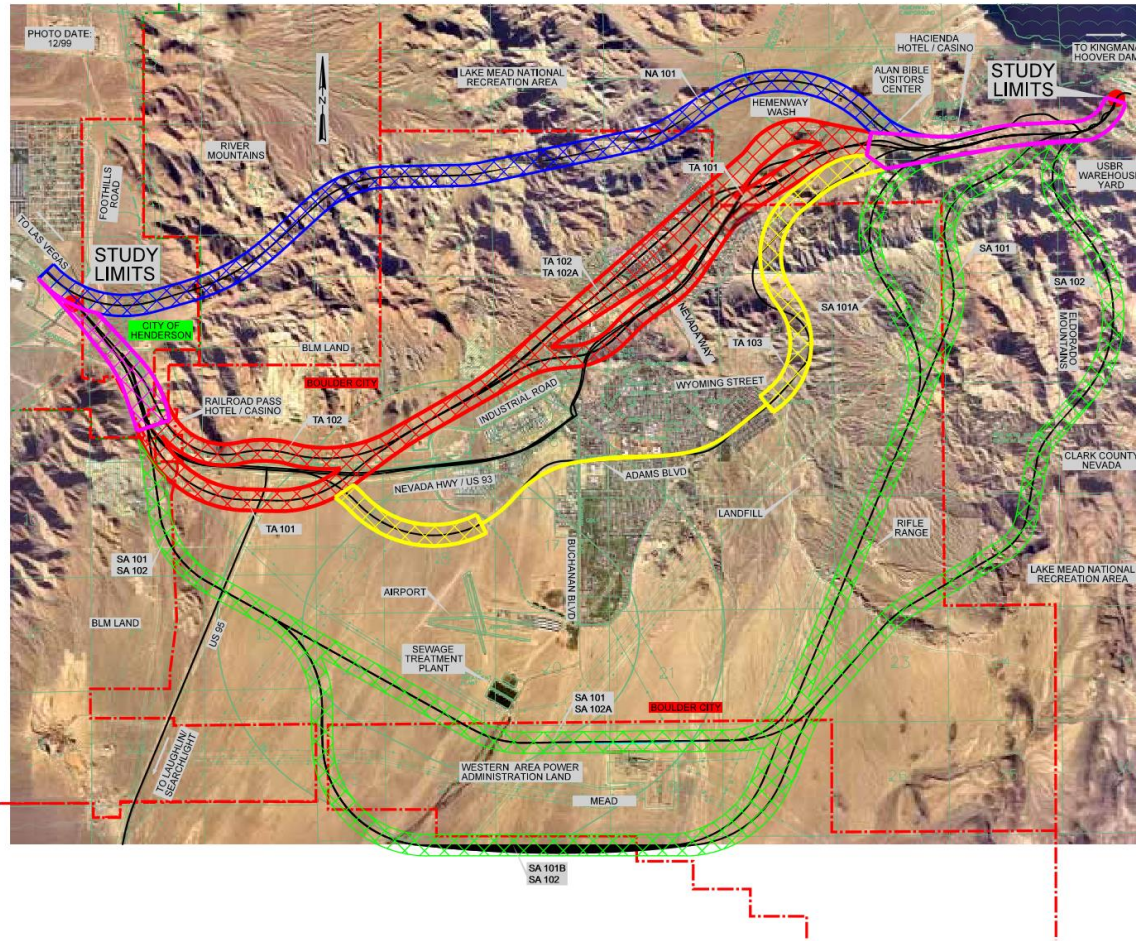 PHOTO DATE:
12/99
HACIENDA
HOTEL / CASINO
TO KINGMAN/
HOOVER DAM
LAKE MEAD NATIONAL
RECREATION AREA
NA 101
ALAN BIBLE
VISITORS
CENTER
STUDY
LIMITS
HEMENWAY
WASH
N
RIVER
MOUNTAINS
FOOTHILLS
ROAD
TA 101
USBR
WAREHOUSE
YARD
TO LAS VEGAS
STUDY
LIMITS
TA 102
TA 102A
SA 101
SA 102
SA 101A
CITY OF
HENDERSON
NEVADA WAY
ELDORADO
MOUNTAINS
BLM LAND
TA 103
BOULDER CITY
WYOMING STREET
RAILROAD PASS
HOTEL / CASINO
INDUSTRIAL ROAD
TA 102
CLARK COUNTY
NEVADA
ADAMS BLVD
NEVADA HWY / US 93
LANDFILL
TA 101
RIFLE
RANGE
SA 101
SA 102
BUCHANAN BLVD
LAKE MEAD NATIONAL
RECREATION AREA
AIRPORT
BLM LAND
US 95
SEWAGE
TREATMENT
PLANT
SA 101
SA 102A
BOULDER CITY
TO LAUGHLIN/
SEARCHLIGHT
WESTERN AREA POWER
ADMINISTRATION LAND
MEAD
SA 101B
SA 102